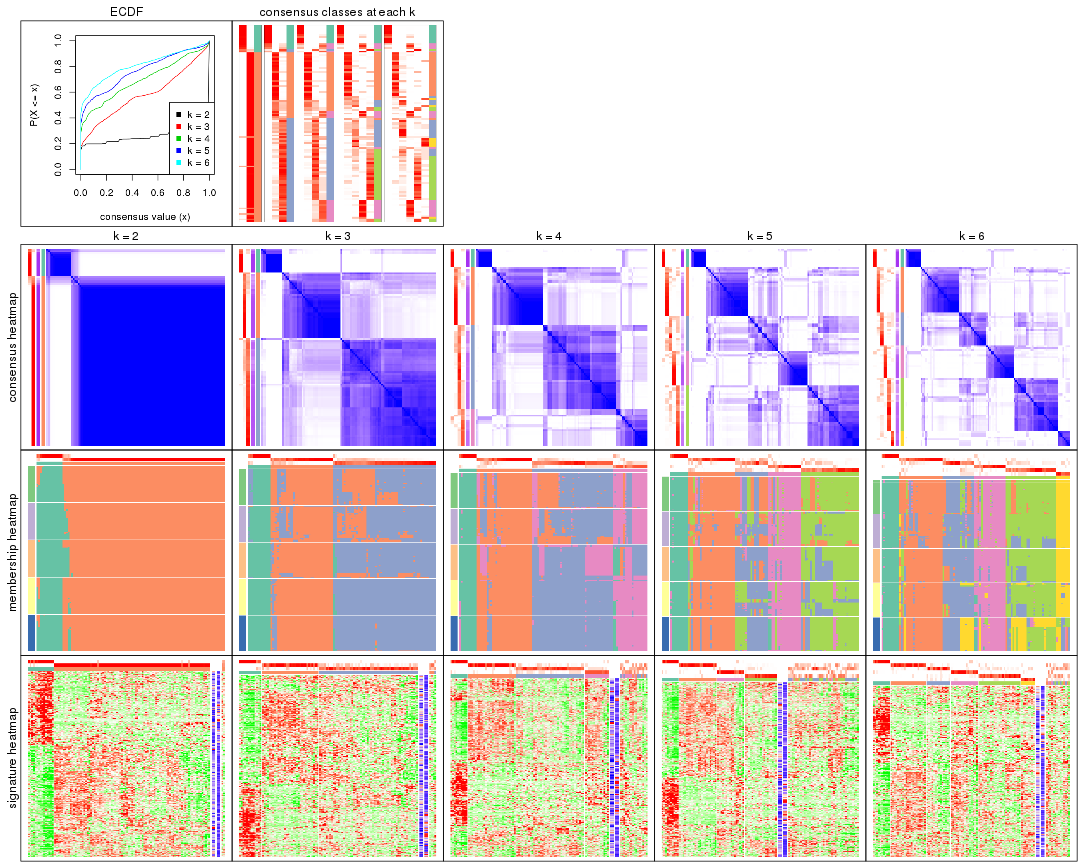 ECDF
consensus classes at each k
P(X <= x)
0.0 0.2 0.4 0.6 0.8 1.0
k = 2
k = 3
k = 4
k = 5
k = 6
0.0 0.2 0.4 0.6 0.8 1.0
consensus value (x)
k = 2 k = 3 k = 4 k = 5 k = 6
consensus heatmap
membership heatmap
signature heatmap